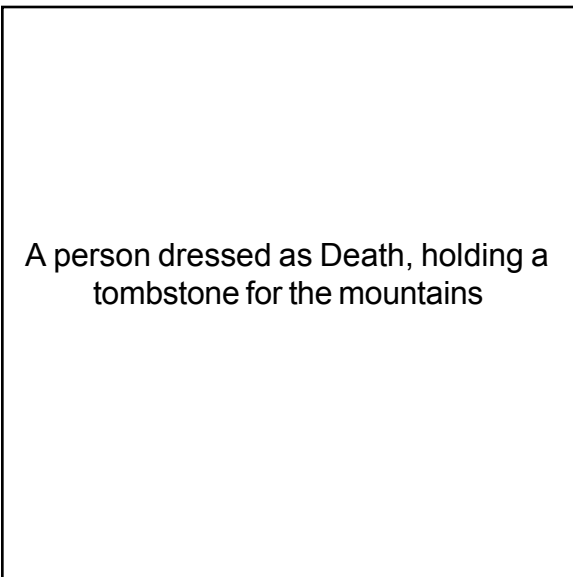 A person dressed as Death, holding a
tombstone for the mountains